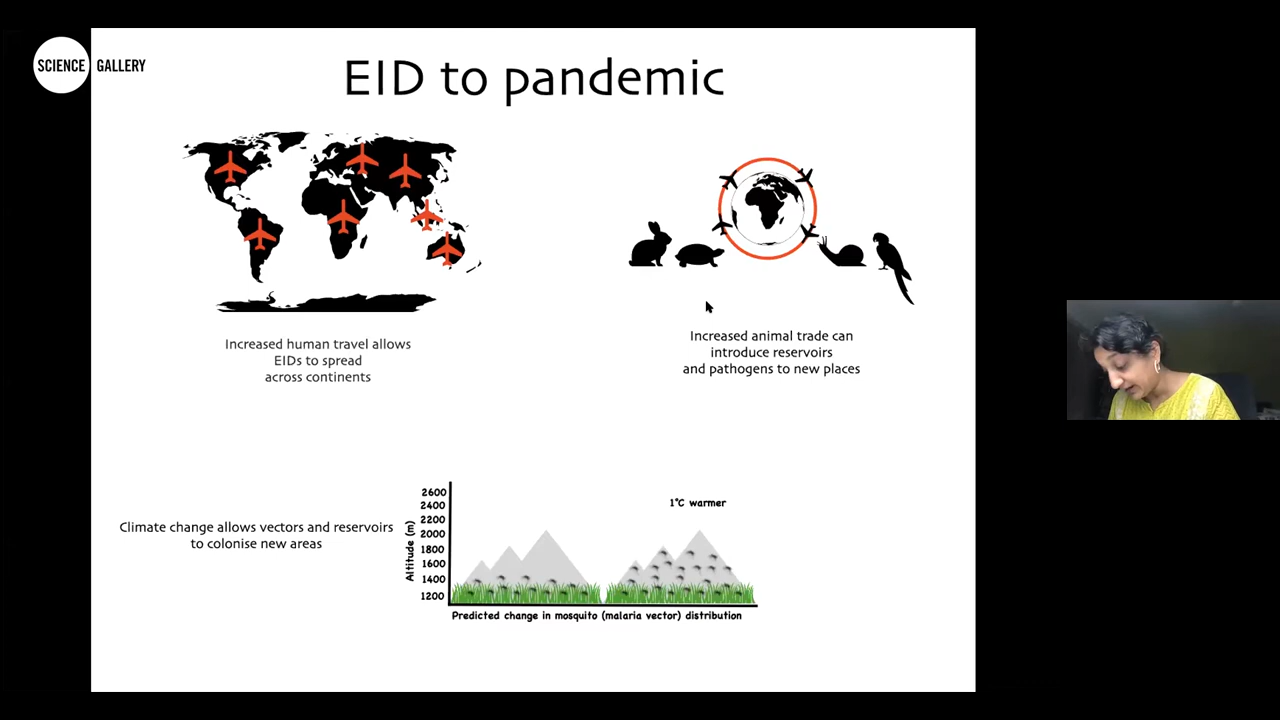 SCIENCE GALLERY
EID to pandemic
Increased human travel allows
EIDs to spread
across continents
Increased animal trade can
introduce reservoirs
and pathogens to new places
Climate change allows vectors and reservoirs
to colonise new areas
Altitude (m)
2600
2400
2200
2000
1800
1600
1400
1200
1°C warmer
Predicted change in mosquito (malaria vector) distribution